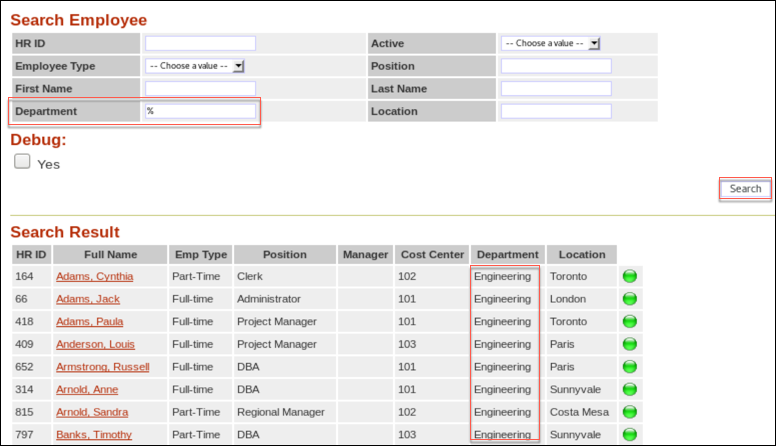 Search Employee
HR ID Active -- Choose a value --
Employee Type -- Choose a value -- Position
First Name Last Name
Department % Location
Debug:
Yes
Search
Search Result
HR ID Full Name Emp Type Position Manager Cost Center Department Location
164 Adams, Cynthia Part-Time Clerk 102 Engineering Toronto
66 Adams, Jack Full-time Administrator 101 Engineering London
418 Adams, Paula Full-time Project Manager 101 Engineering Toronto
409 Anderson, Louis Full-time Project Manager 103 Engineering Paris
652 Armstrong, Russell Full-time DBA 101 Engineering Paris
314 Arnold, Anne Full-time DBA 101 Engineering Sunnyvale
815 Arnold, Sandra Part-Time Regional Manager 102 Engineering Costa Mesa
797 Banks, Timothy Part-Time DBA 103 Engineering Sunnyvale